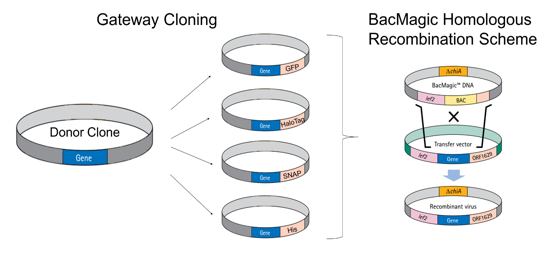 Gateway Cloning
BacMagic Homologous
Recombination Scheme
Donor Clone
Gene
Gene GFP
Gene HaloTag
Gene SNAP
Gene His
ΔchiA
BacMagic™ DNA
lef2 BAC
Transfer vector
lef2 Gene ORF1629
ΔchiA
Recombinant virus
lef2 Gene ORF1629